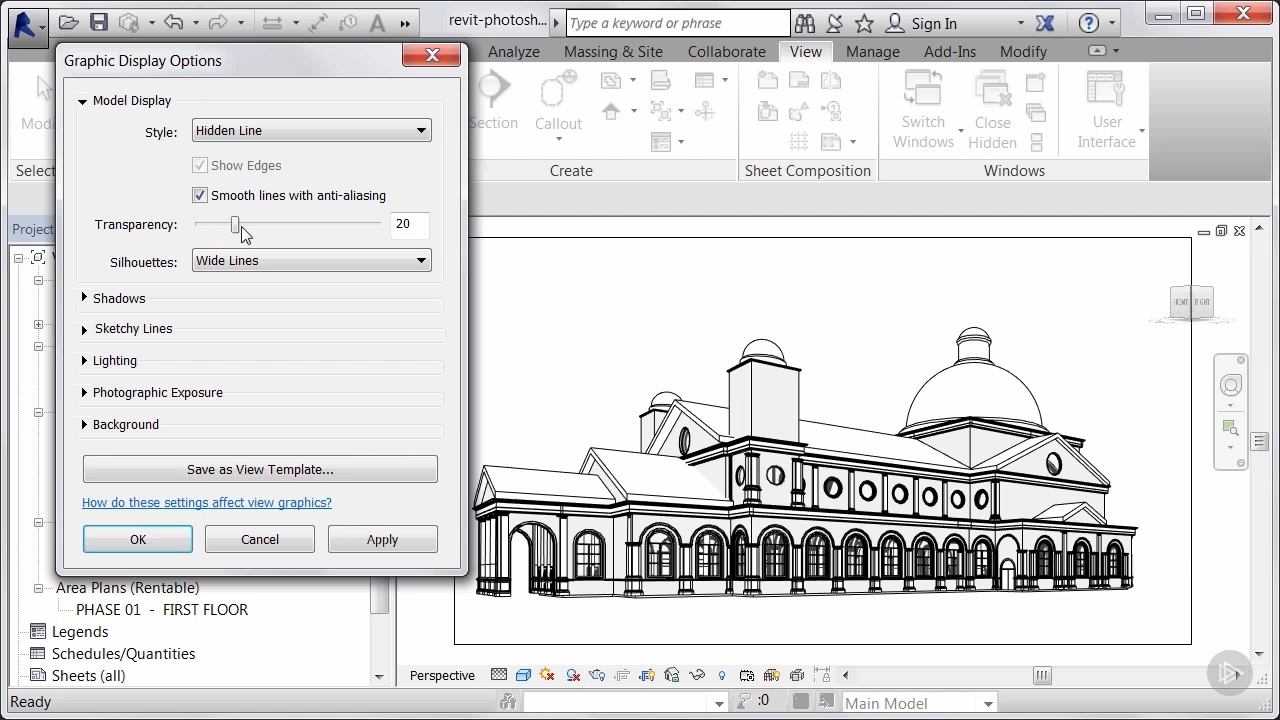 revit-photosh...
Type a keyword or phrase
Sign In
Analyze
Massing & Site
Collaborate
View
Manage
Add-Ins
Modify
Section
Callout
Switch
Windows
Close
Hidden
User
Interface
Create
Sheet Composition
Windows
Modi
Select
Project
Graphic Display Options
Model Display
Style:
Hidden Line
Show Edges
Smooth lines with anti-aliasing
Transparency:
20
Silhouettes:
Wide Lines
Shadows
Sketchy Lines
Lighting
Photographic Exposure
Background
Save as View Template...
How do these settings affect view graphics?
OK
Cancel
Apply
FRONT
RIGHT
Area Plans (Rentable)
PHASE 01 - FIRST FLOOR
Legends
Schedules/Quantities
Sheets (all)
Perspective
Ready
:0
Main Model